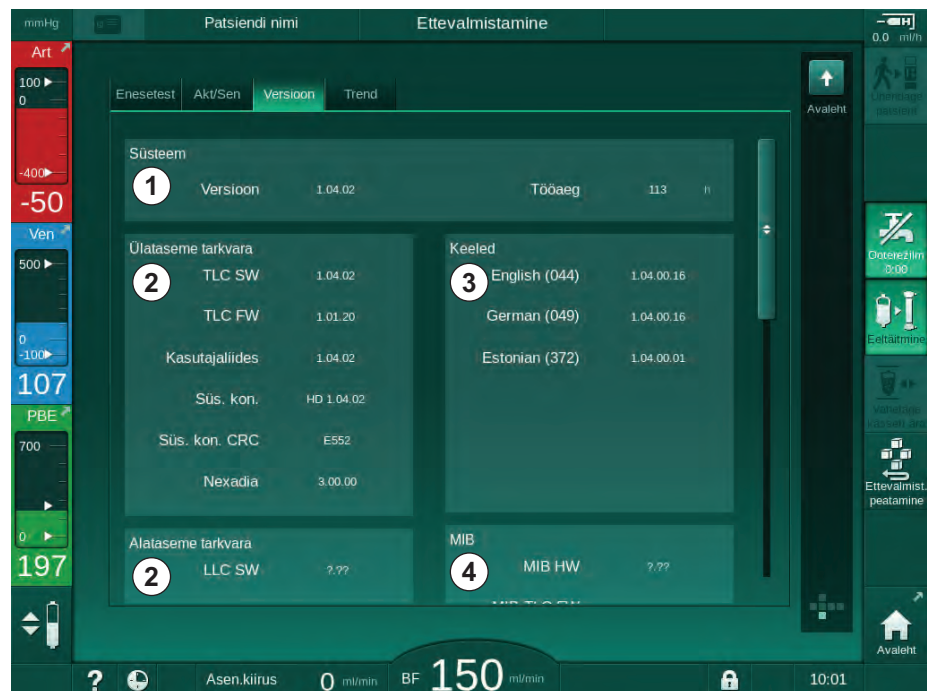 mmHg
Patsiendi nimi
Ettevalmistamine
0.0 ml/h
Art
100
0
-400
-50
Ven
500
0
-100
107
PBE
700
0
197
Enesetest Akt/Sen Versioon Trend
Avaleht
Süsteem
1 Versioon 1.04.02 Tööaeg 113 h
Ülataseme tarkvara
2 TLC SW 1.04.02
TLC FW 1.01.20
Kasutajaliides 1.04.02
Süs. kon. HD 1.04.02
Süs. kon. CRC E552
Nexadia 3.00.00
Keeled
3 English (044) 1.04.00.16
German (049) 1.04.00.16
Estonian (372) 1.04.00.01
Alataseme tarkvara
2 LLC SW ?.??
MIB
4 MIB HW ?.??
Ühendage
patsient
Ooterežiim
0:00
Eeltäitmine
Vahetage
Ettevalmist.
peatamine
Avaleht
? Asen.kiirus 0 ml/min BF 150 ml/min 10:01